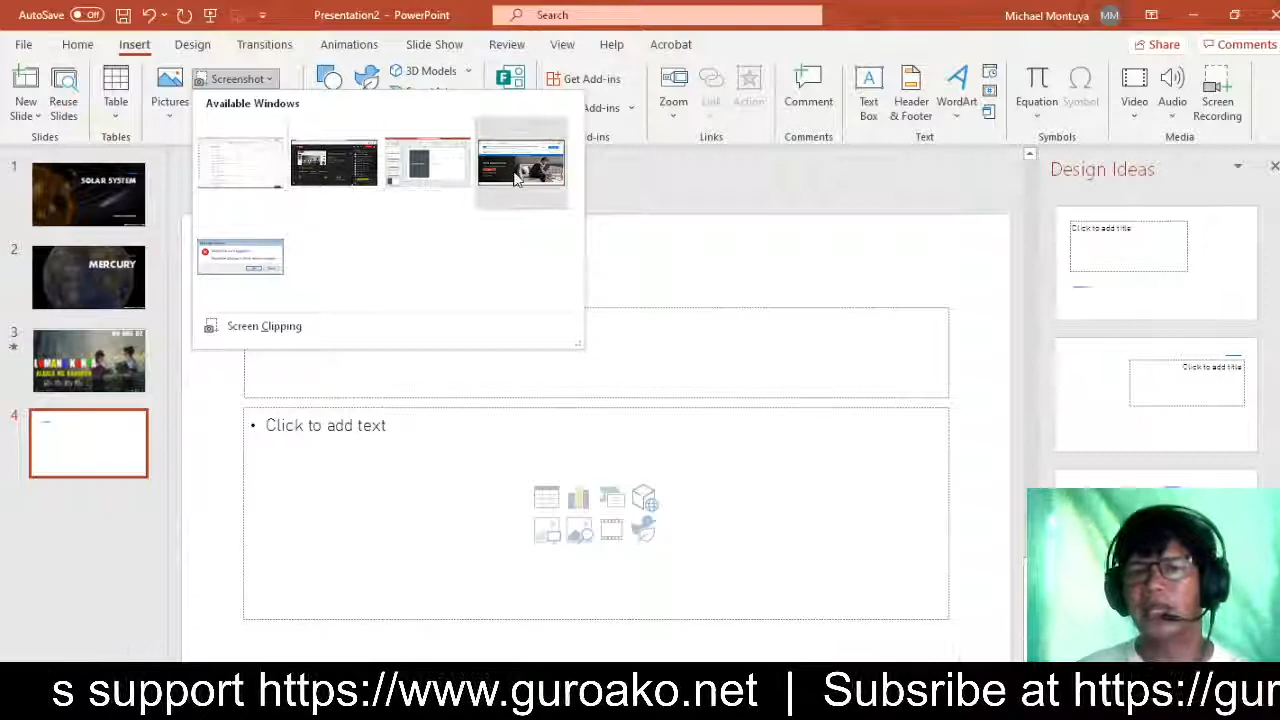 AutoSave Off Presentation2 - PowerPoint Search Michael Montuya MM
File Home Insert Design Transitions Animations Slide Show Review View Help Acrobat Share Comments
New Slide Reuse Slides Table Pictures Screenshot 3D Models Get Add-ins Zoom Link Action Comment Text Box Header & Footer WordArt Equation Symbol Video Audio Screen Recording
Slides Tables Links Comments Text Symbols
Available Windows
Screen Clipping
1
SOLAR SYSTEM
2
MERCURY
3
4
Click to add text
Design Ideas
Click to add title
Click to add title
s support https://www.guroako.net | Subsribe at https://gur